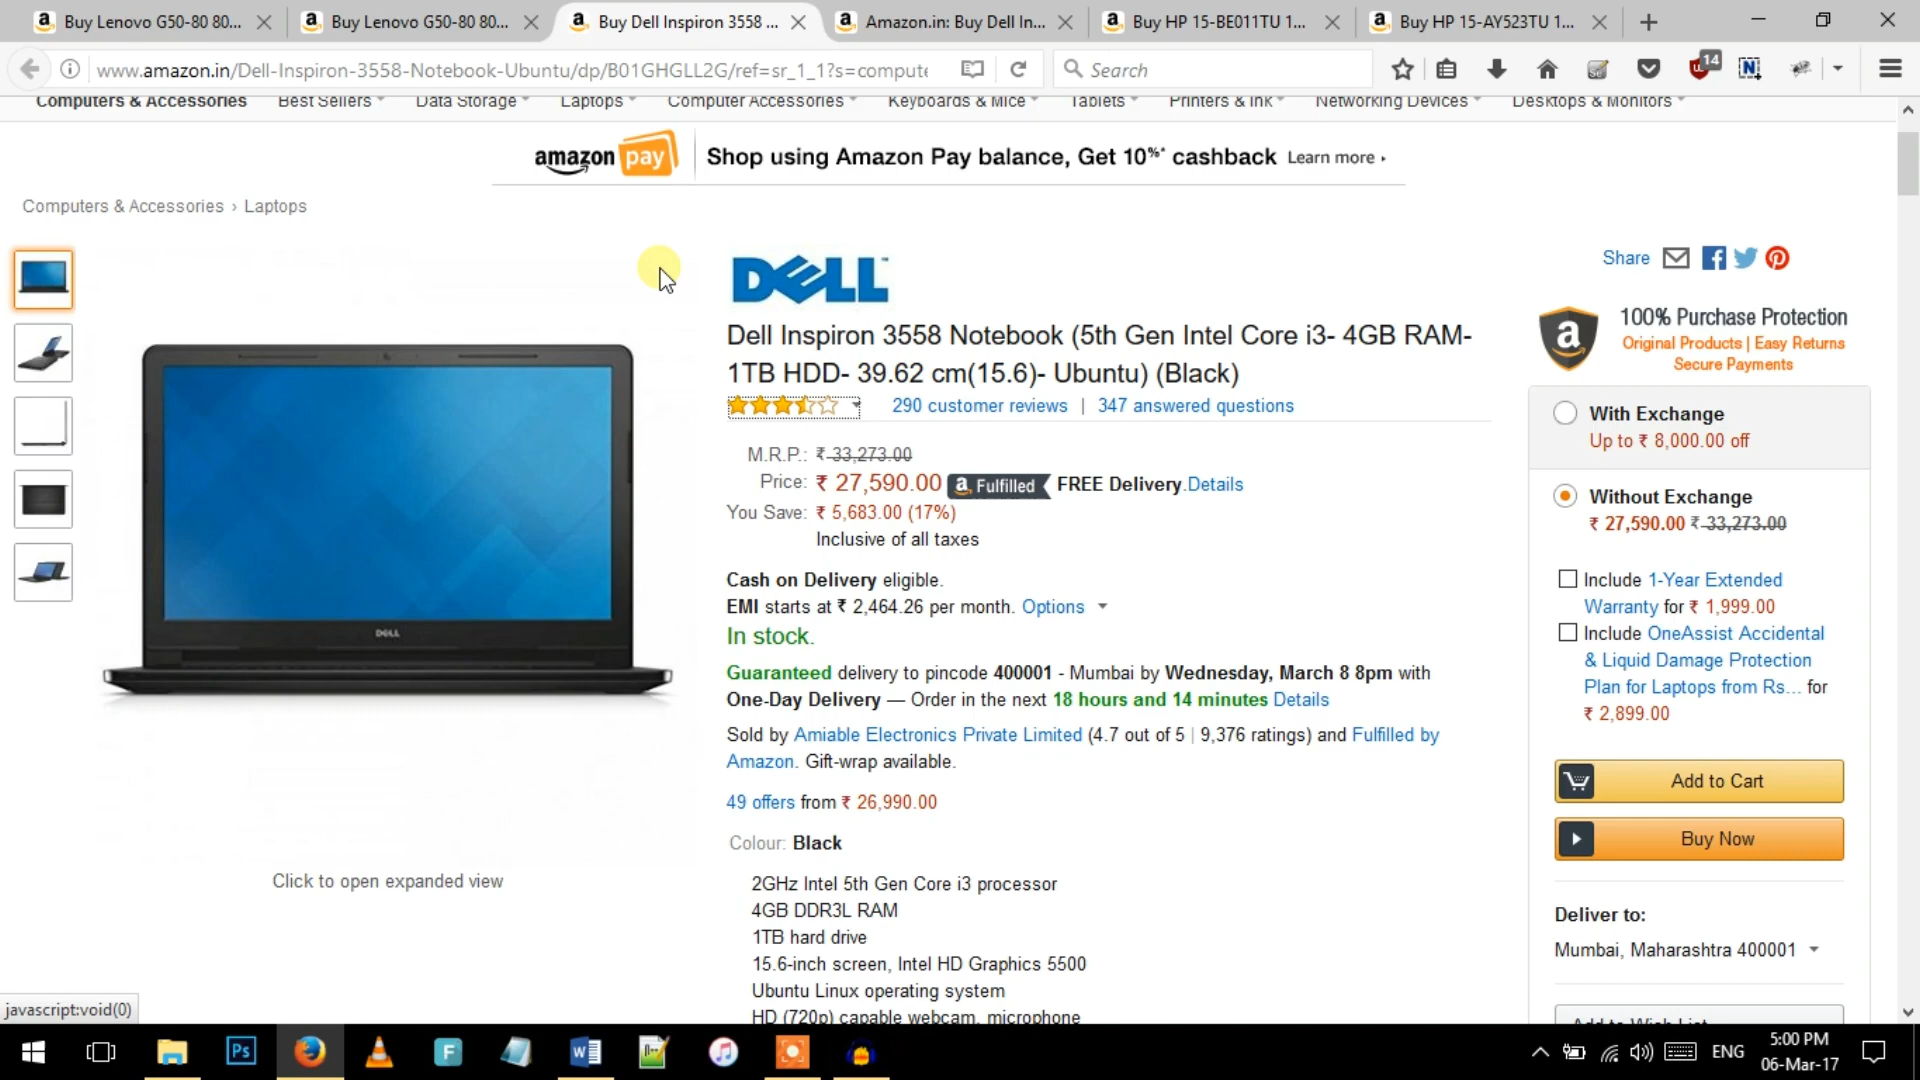 Buy Lenovo G50-80 80...
Buy Lenovo G50-80 80...
Buy Dell Inspiron 3558 ...
Amazon.in: Buy Dell In...
Buy HP 15-BE011TU 1...
Buy HP 15-AY523TU 1...
www.amazon.in/Dell-Inspiron-3558-Notebook-Ubuntu/dp/B01GHGLL2G/ref=sr_1_1?s=compute
Search
14
Computers & Accessories Best Sellers Data Storage Laptops Computer Accessories Keyboards & Mice Tablets Printers & Ink Networking Devices Desktops & Monitors
amazon pay Shop using Amazon Pay balance, Get 10%* cashback Learn more
Computers & Accessories › Laptops
DELL
Share
Dell Inspiron 3558 Notebook (5th Gen Intel Core i3- 4GB RAM-
1TB HDD- 39.62 cm(15.6)- Ubuntu) (Black)
290 customer reviews | 347 answered questions
M.R.P.: ₹ 33,273.00
Price: ₹ 27,590.00 a Fulfilled FREE Delivery.Details
You Save: ₹ 5,683.00 (17%)
Inclusive of all taxes
Cash on Delivery eligible.
EMI starts at ₹ 2,464.26 per month. Options
In stock.
Guaranteed delivery to pincode 400001 - Mumbai by Wednesday, March 8 8pm with
One-Day Delivery — Order in the next 18 hours and 14 minutes Details
Sold by Amiable Electronics Private Limited (4.7 out of 5 | 9,376 ratings) and Fulfilled by
Amazon. Gift-wrap available.
49 offers from ₹ 26,990.00
Colour: Black
2GHz Intel 5th Gen Core i3 processor
4GB DDR3L RAM
1TB hard drive
15.6-inch screen, Intel HD Graphics 5500
Ubuntu Linux operating system
HD (720p) capable webcam, microphone
DELL
Click to open expanded view
100% Purchase Protection
Original Products | Easy Returns
Secure Payments
With Exchange
Up to ₹ 8,000.00 off
Without Exchange
₹ 27,590.00 ₹ 33,273.00
Include 1-Year Extended
Warranty for ₹ 1,999.00
Include OneAssist Accidental
& Liquid Damage Protection
Plan for Laptops from Rs... for
₹ 2,899.00
Add to Cart
Buy Now
Deliver to:
Mumbai, Maharashtra 400001
Add to Wish List
javascript:void(0)
Ps
F
ENG
5:00 PM
06-Mar-17